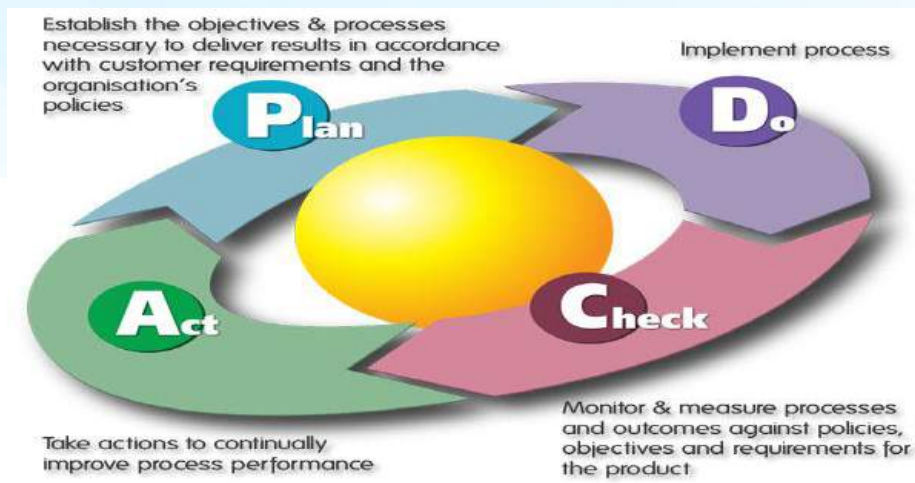 Establish the objectives & processes
necessary to deliver results in accordance
with customer requirements and the
organisation's
policies
Implement process
Plan
Do
Act
Check
Take actions to continually
improve process performance
Monitor & measure processes
and outcomes against policies,
objectives and requirements for
the product